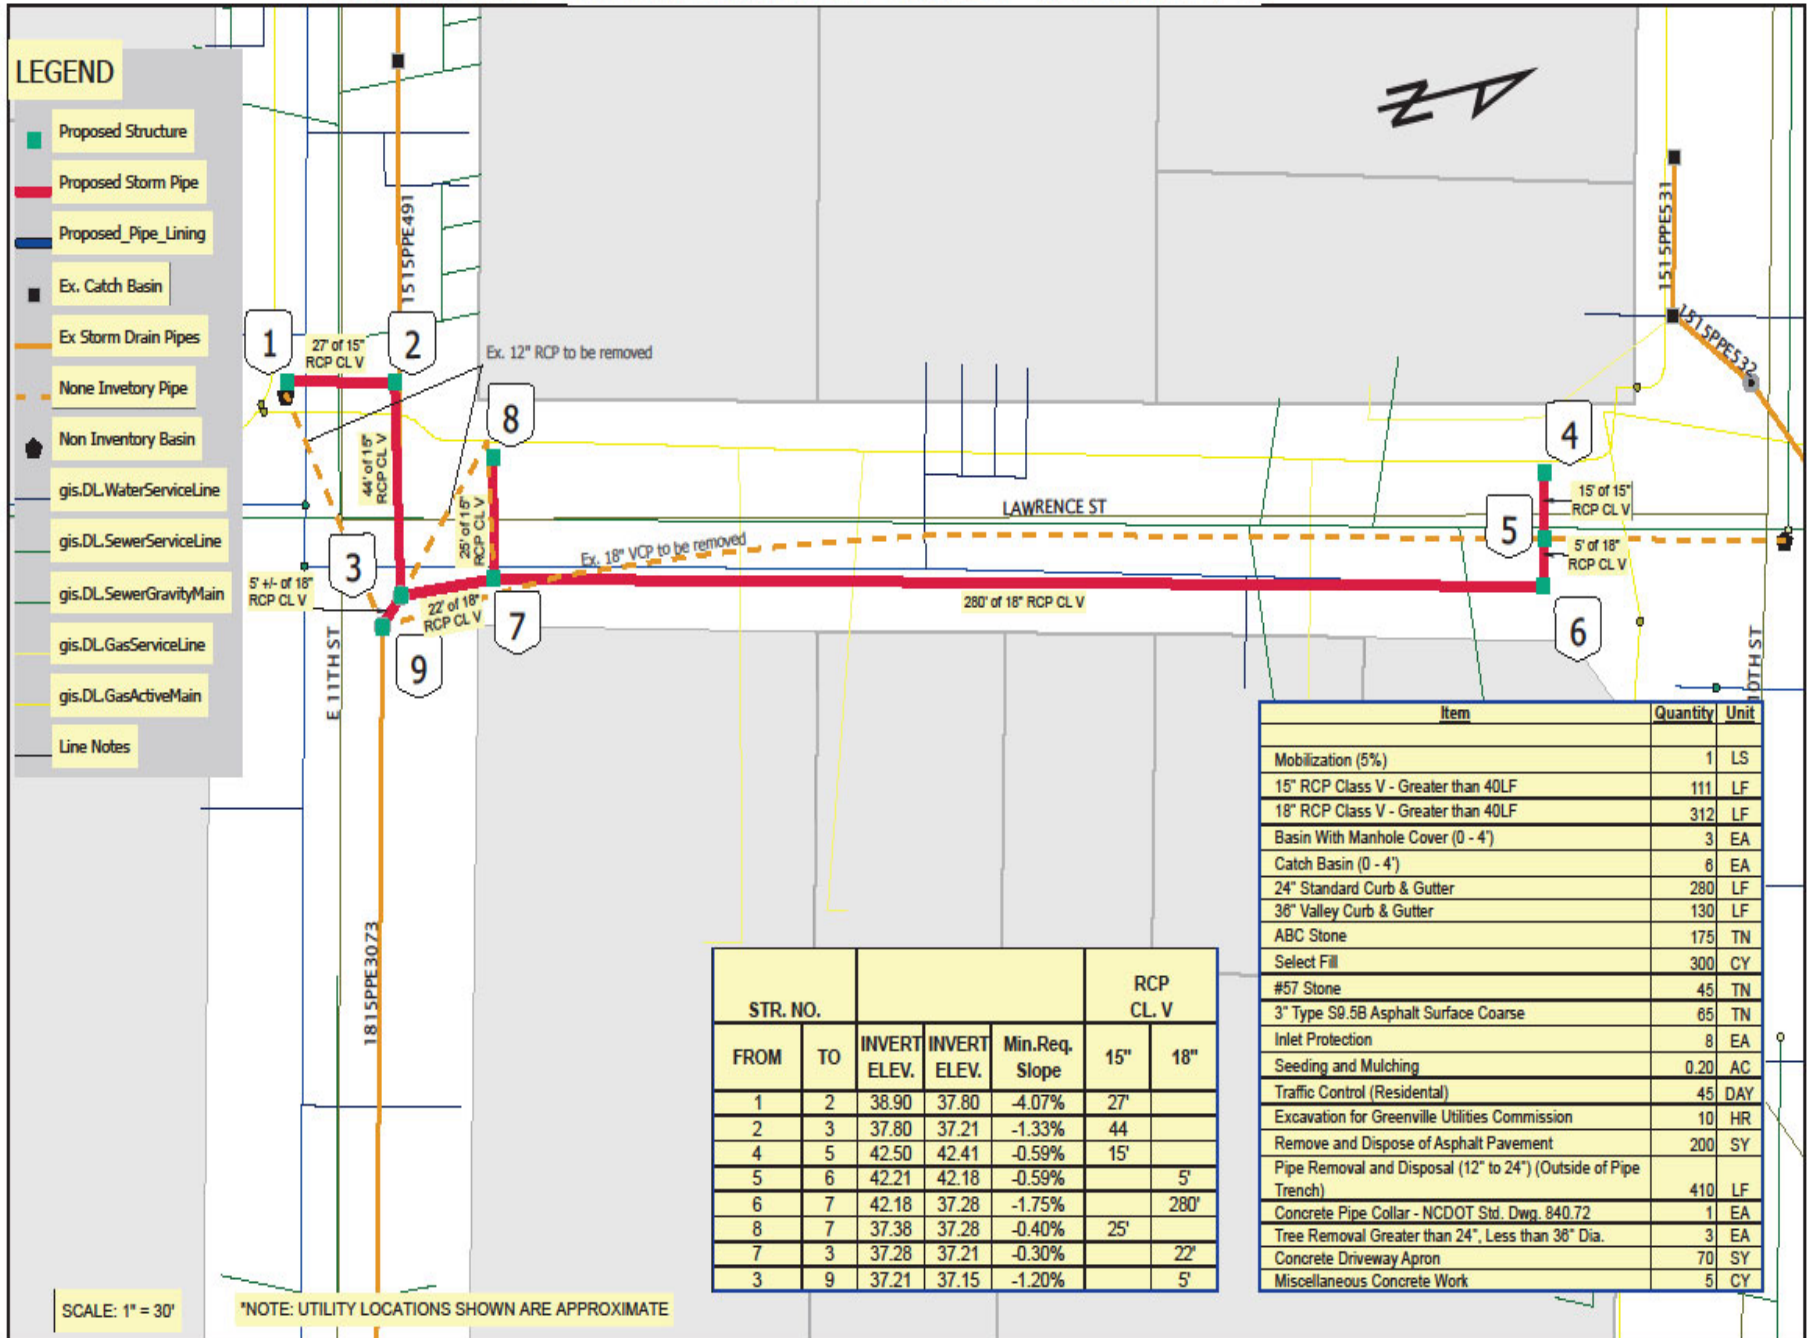 LEGEND
Proposed Structure
Proposed Storm Pipe
Proposed_Pipe_Lining
Ex. Catch Basin
Ex Storm Drain Pipes
None Invetory Pipe
Non Inventory Basin
gis.DL.WaterServiceLine
gis.DL.SewerServiceLine
gis.DL.SewerGravityMain
gis.DL.GasServiceLine
gis.DL.GasActiveMain
Line Notes
Z
1515PPE491
1515PPE531
1515PPE532
1
27' of 15"
RCP CL V
2
Ex. 12" RCP to be removed
8
4
44' of 15"
RCP CL V
25' of 15"
RCP CL V
LAWRENCE ST
15' of 15"
RCP CL V
5
5' of 18"
RCP CL V
Ex. 18" VCP to be removed
3
5' +/- of 18"
RCP CL V
22' of 18"
RCP CL V
280' of 18" RCP CL V
7
6
9
E 11TH ST
10TH ST
1815PPE3073
STR. NO. RCP
CL. V
FROM TO INVERT ELEV. INVERT ELEV. Min.Req. Slope 15" 18"
1 2 38.90 37.80 -4.07% 27'
2 3 37.80 37.21 -1.33% 44
4 5 42.50 42.41 -0.59% 15'
5 6 42.21 42.18 -0.59% 5'
6 7 42.18 37.28 -1.75% 280'
8 7 37.38 37.28 -0.40% 25'
7 3 37.28 37.21 -0.30% 22'
3 9 37.21 37.15 -1.20% 5'
Item Quantity Unit
Mobilization (5%) 1 LS
15" RCP Class V - Greater than 40LF 111 LF
18" RCP Class V - Greater than 40LF 312 LF
Basin With Manhole Cover (0 - 4') 3 EA
Catch Basin (0 - 4') 6 EA
24" Standard Curb & Gutter 280 LF
36" Valley Curb & Gutter 130 LF
ABC Stone 175 TN
Select Fill 300 CY
#57 Stone 45 TN
3" Type S9.5B Asphalt Surface Coarse 65 TN
Inlet Protection 8 EA
Seeding and Mulching 0.20 AC
Traffic Control (Residental) 45 DAY
Excavation for Greenville Utilities Commission 10 HR
Remove and Dispose of Asphalt Pavement 200 SY
Pipe Removal and Disposal (12" to 24") (Outside of Pipe
Trench) 410 LF
Concrete Pipe Collar - NCDOT Std. Dwg. 840.72 1 EA
Tree Removal Greater than 24", Less than 36" Dia. 3 EA
Concrete Driveway Apron 70 SY
Miscellaneous Concrete Work 5 CY
SCALE: 1" = 30'
*NOTE: UTILITY LOCATIONS SHOWN ARE APPROXIMATE